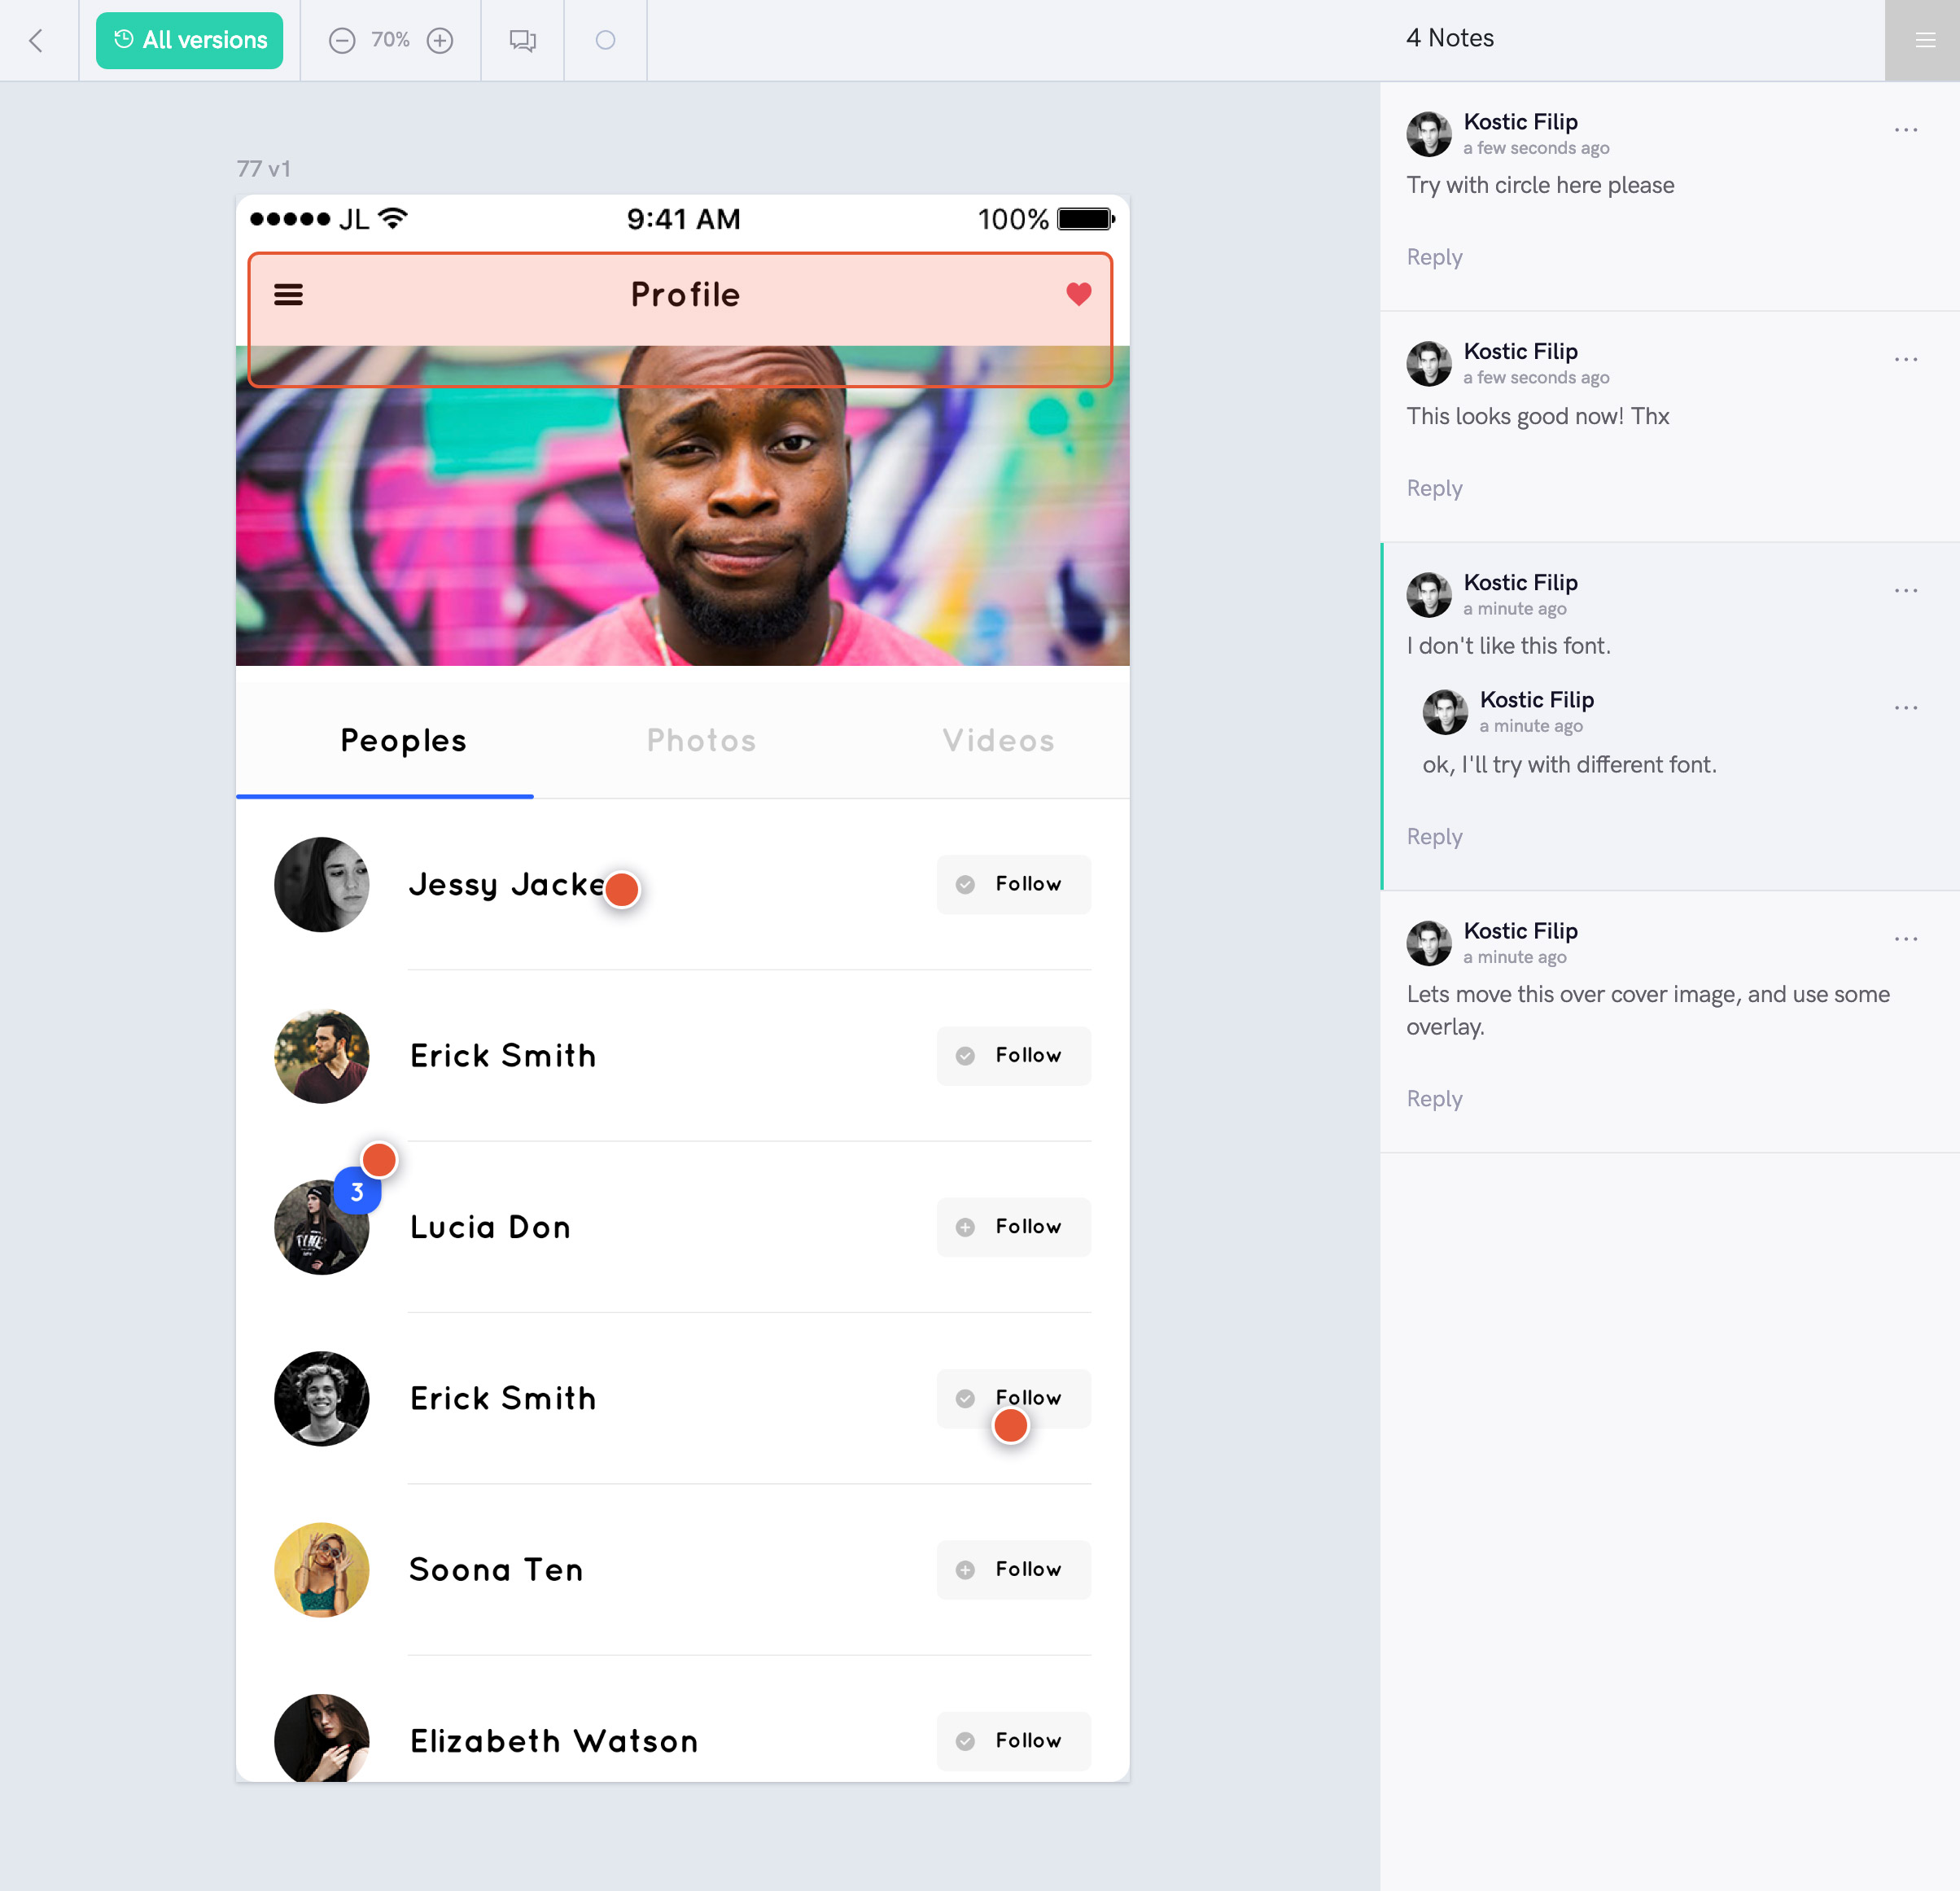 All versions
70%
4 Notes
77 v1
JL
9:41 AM
100%
Profile
Peoples
Photos
Videos
Jessy Jacke
Follow
Erick Smith
Follow
3
Lucia Don
Follow
Erick Smith
Follow
Soona Ten
Follow
Elizabeth Watson
Follow
Kostic Filip
a few seconds ago
Try with circle here please
Reply
Kostic Filip
a few seconds ago
This looks good now! Thx
Reply
Kostic Filip
a minute ago
I don't like this font.
Kostic Filip
a minute ago
ok, I'll try with different font.
Reply
Kostic Filip
a minute ago
Lets move this over cover image, and use some
overlay.
Reply